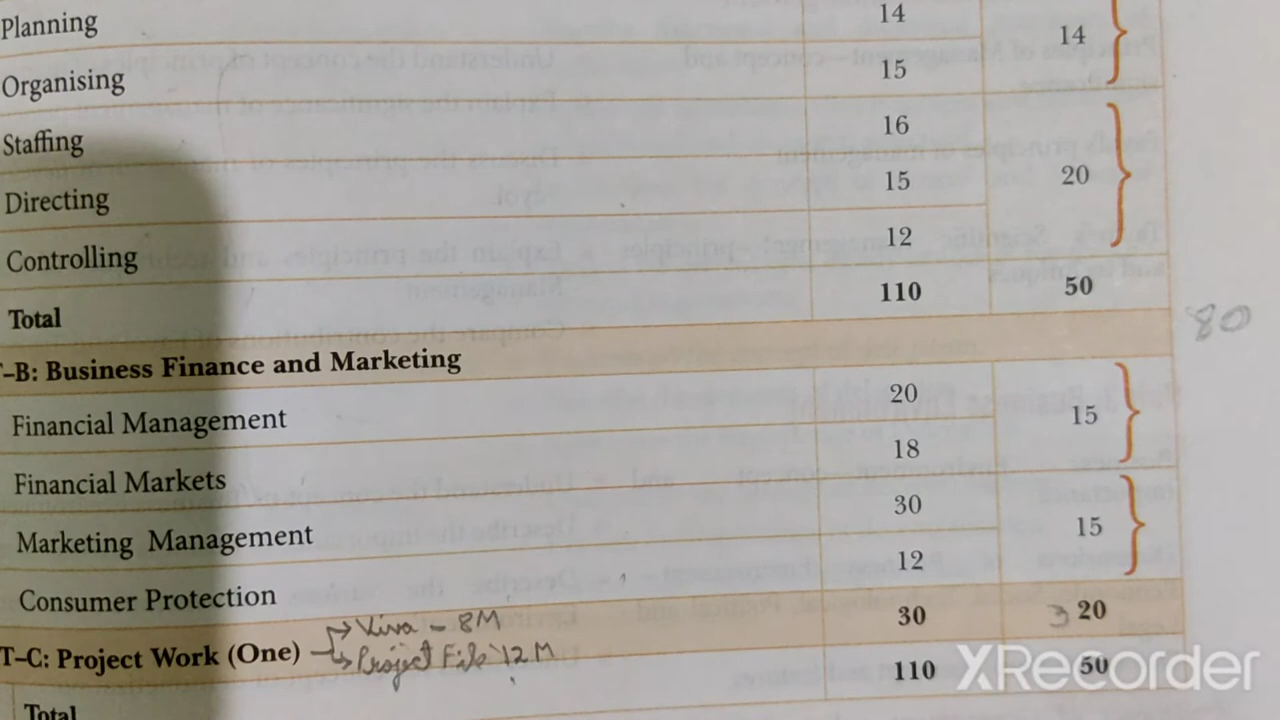 Planning 14
14
Organising 15
Staffing 16
Directing 15 20
Controlling 12
Total 110 50
80
T-B: Business Finance and Marketing
Financial Management 20
15
Financial Markets 18
Marketing Management 30
15
Consumer Protection 12
Viva - 8M
T-C: Project Work (One) 30 3 20
Project File 12 M
Total 110 50
XRecorder